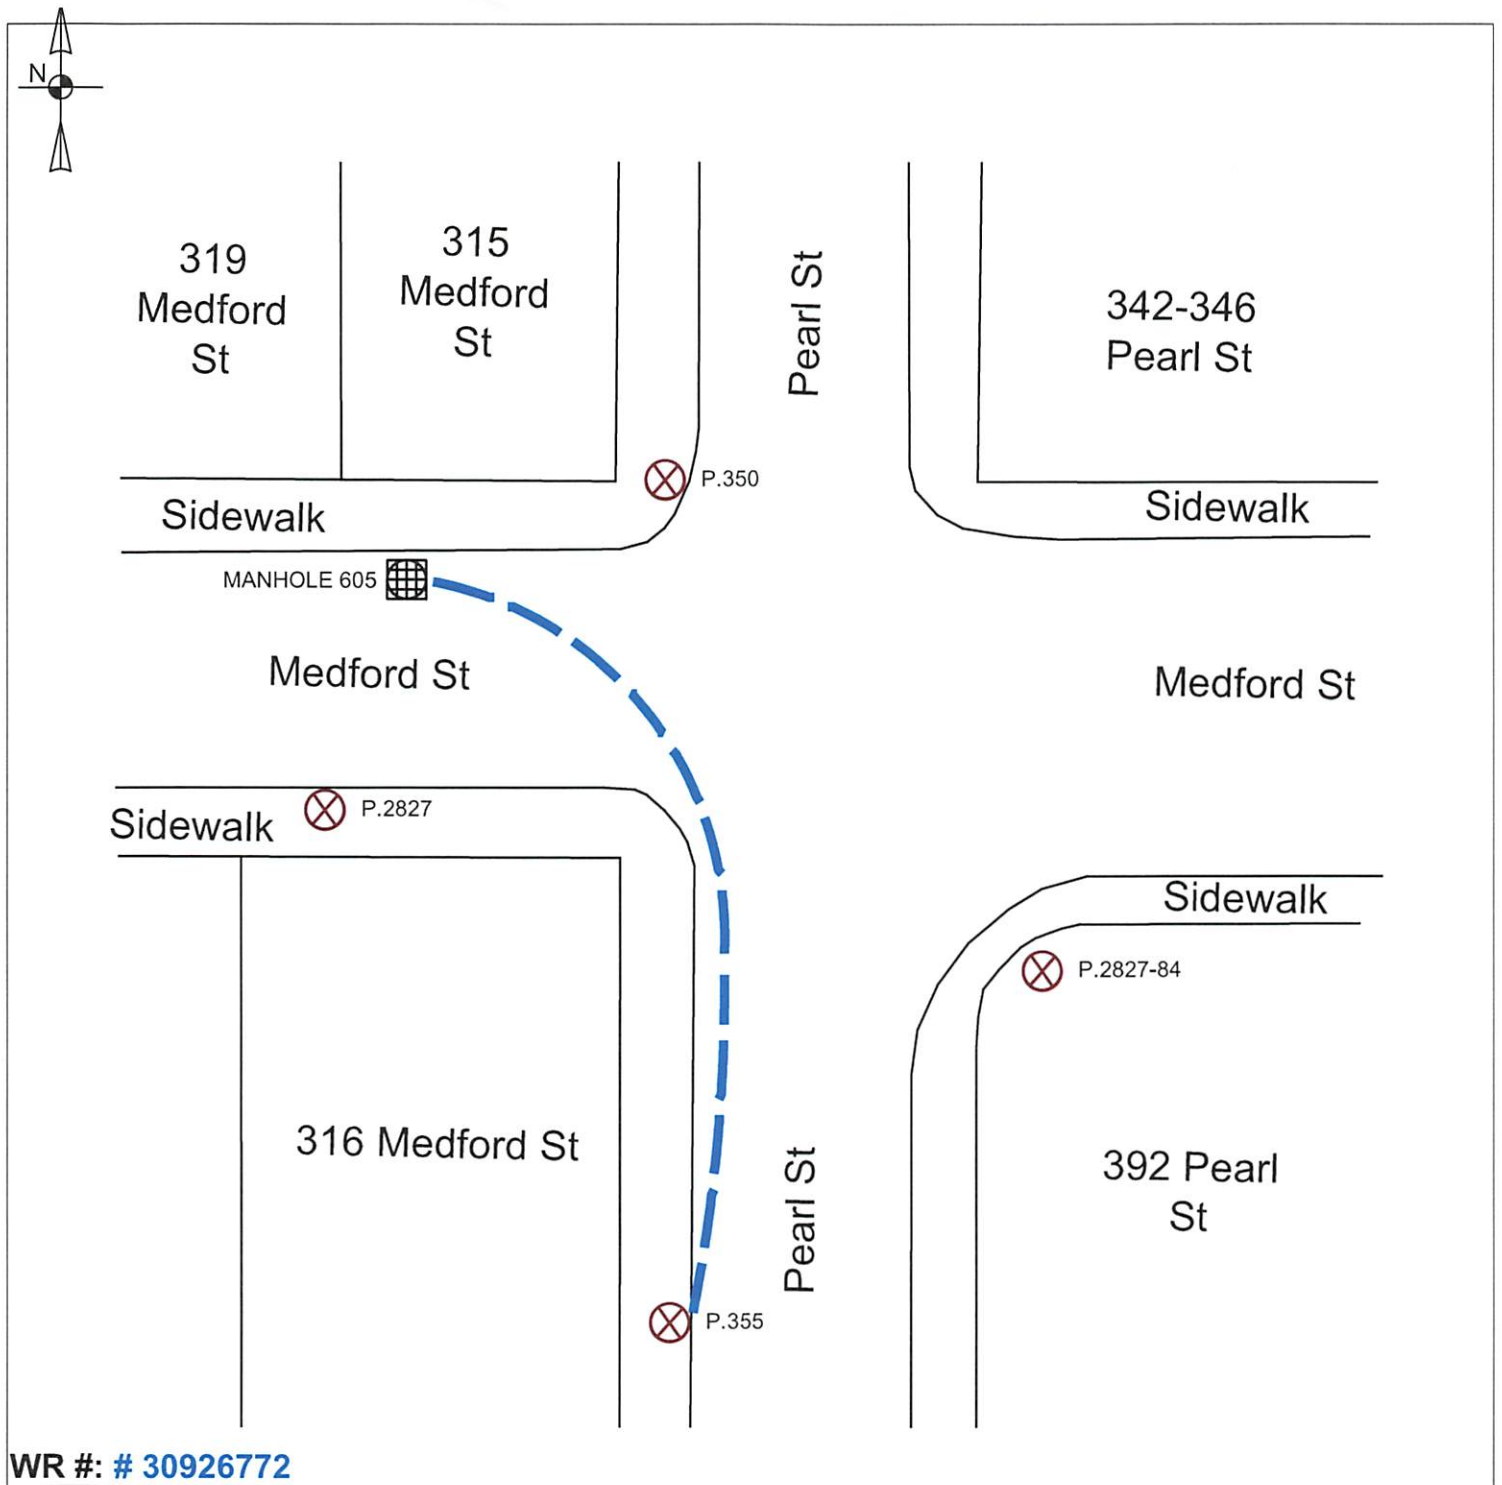 N
319
Medford
St
315
Medford
St
Pearl St
342-346
Pearl St
P.350
Sidewalk
Sidewalk
MANHOLE 605
Medford St
Medford St
P.2827
Sidewalk
Sidewalk
P.2827-84
316 Medford St
Pearl St
392 Pearl
St
P.355
WR #: # 30926772